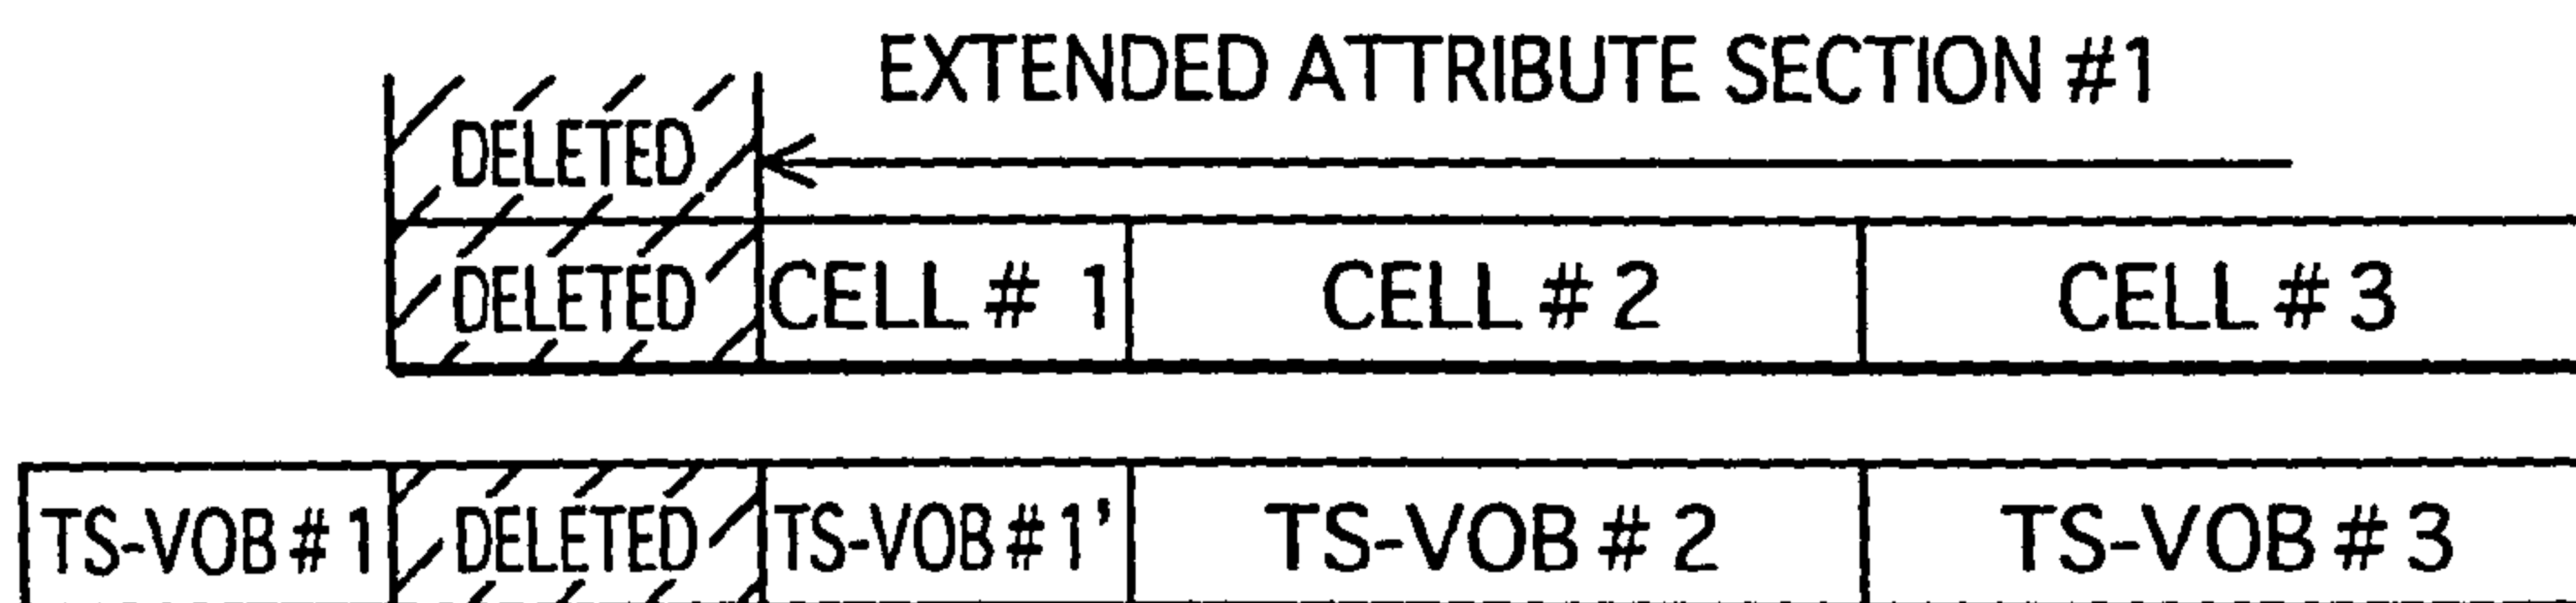 EXTENDED ATTRIBUTE SECTION #1
DELETED
DELETED CELL # 1 CELL # 2 CELL # 3
TS-VOB # 1 DELETED TS-VOB # 1' TS-VOB # 2 TS-VOB # 3